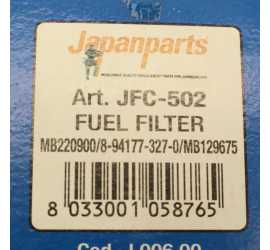 Japanparts
Art. JFC-502
FUEL FILTER
MB220900/8-94177-327-0/MB129675
8 033001 058765